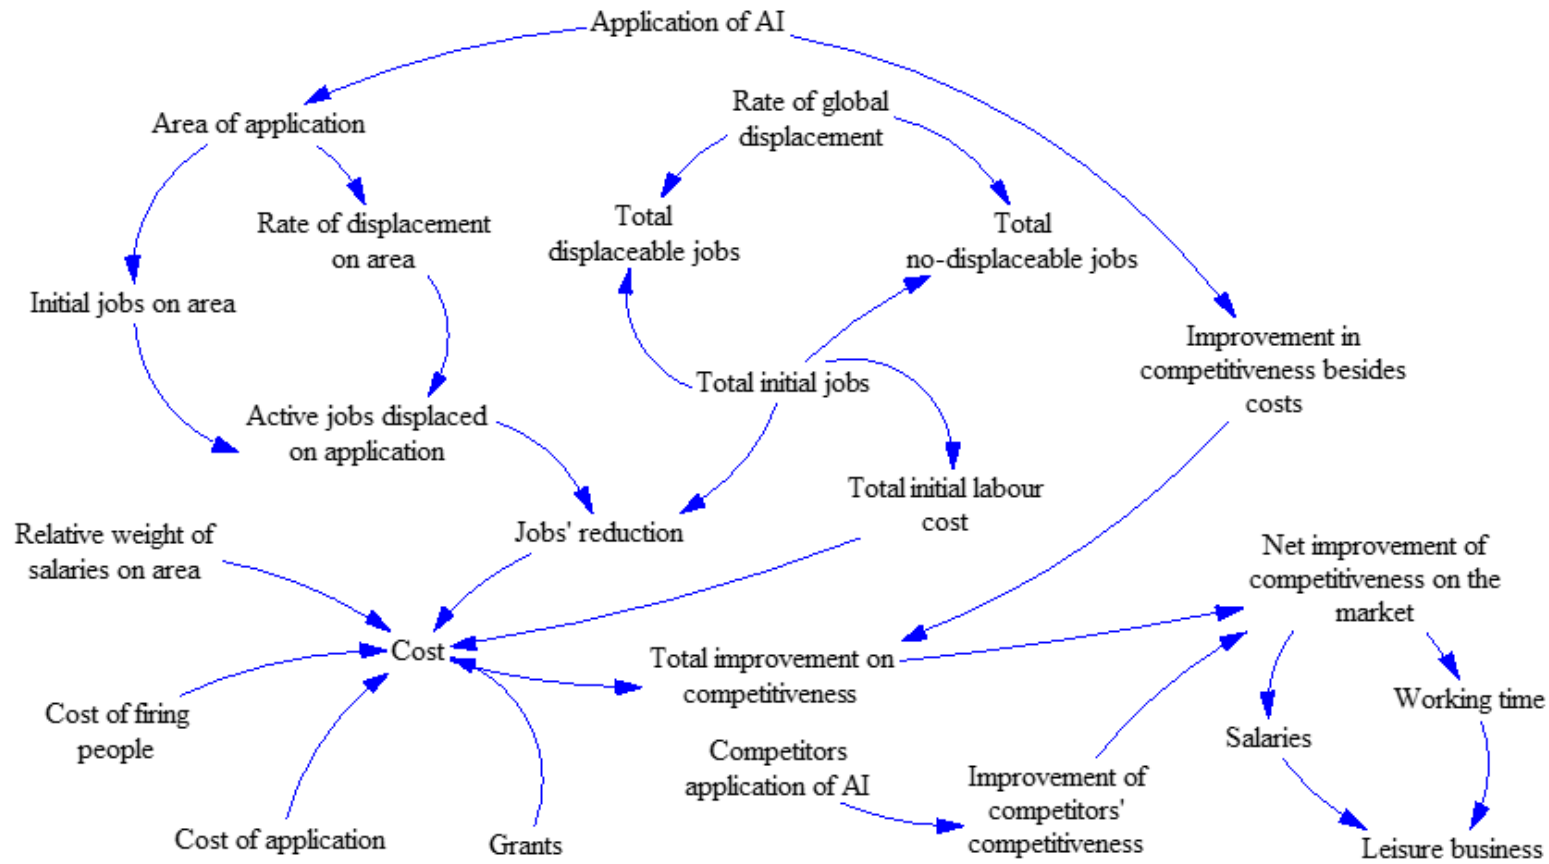 Application of AI
Rate of global
displacement
Area of application
Rate of displacement
on area
Total
displaceable jobs
Total
no-displaceable jobs
Initial jobs on area
Improvement in
competitiveness besides
costs
Total initial jobs
Active jobs displaced
on application
Total initial labour
cost
Relative weight of
salaries on area
Jobs' reduction
Net improvement of
competitiveness on the
market
Cost
Total improvement on
competitiveness
Working time
Cost of firing
people
Salaries
Competitors
application of AI
Improvement of
competitors'
competitiveness
Cost of application
Grants
Leisure business